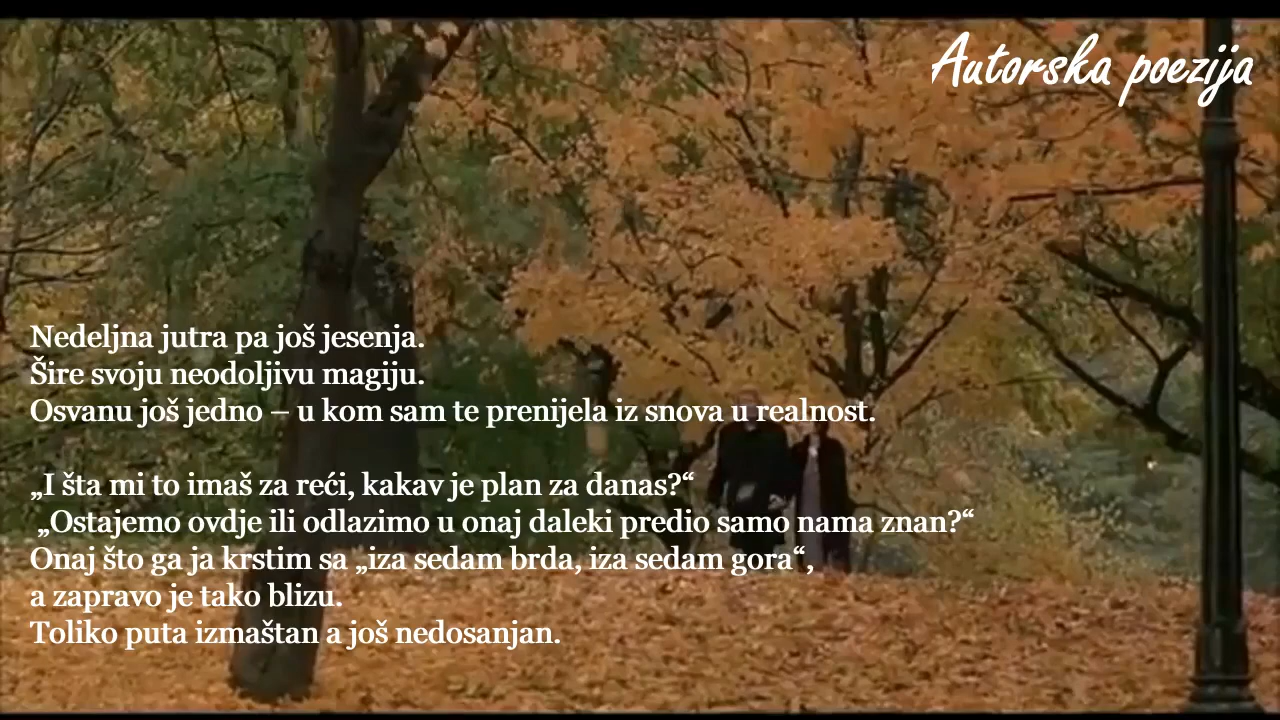 Autorska poezija
Nedeljna jutra pa još jesenja.
Šire svoju neodoljivu magiju.
Osvanu još jedno – u kom sam te prenijela iz snova u realnost.
„I šta mi to imaš za reći, kakav je plan za danas?“
„Ostajemo ovdje ili odlazimo u onaj daleki predio samo nama znan?“
Onaj što ga ja krstim sa „iza sedam brda, iza sedam gora“,
a zapravo je tako blizu.
Toliko puta izmaštan a još nedosanjan.